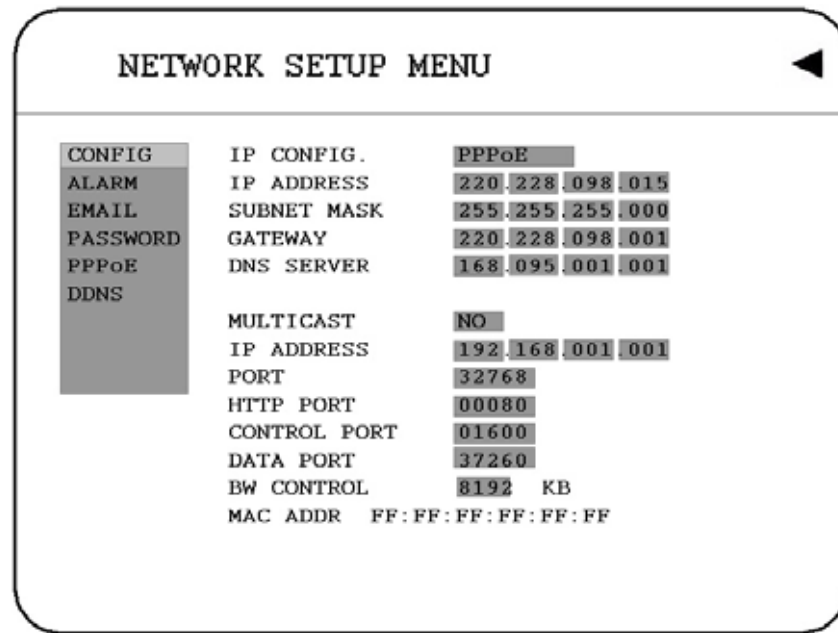 NETWORK SETUP MENU
CONFIG
ALARM
EMAIL
PASSWORD
PPPoE
DDNS
IP CONFIG. PPPoE
IP ADDRESS 220.228.098.015
SUBNET MASK 255.255.255.000
GATEWAY 220.228.098.001
DNS SERVER 168.095.001.001
MULTICAST NO
IP ADDRESS 192.168.001.001
PORT 32768
HTTP PORT 00080
CONTROL PORT 01600
DATA PORT 37260
BW CONTROL 8192 KB
MAC ADDR FF:FF:FF:FF:FF:FF